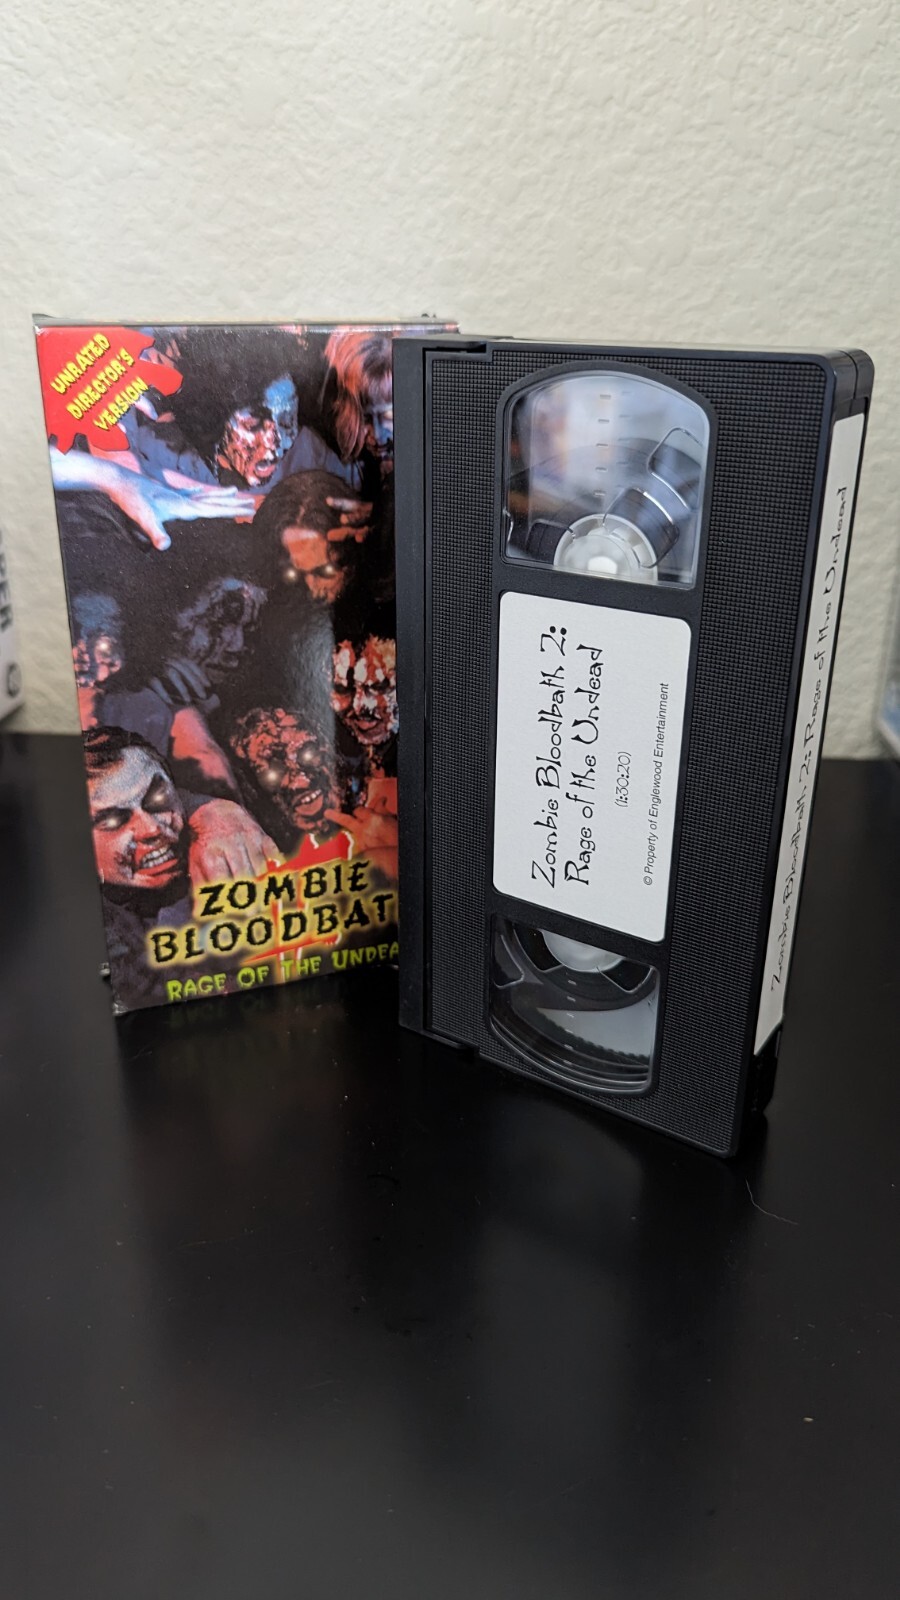 UNRATED
DIRECTOR'S
VERSION
ZOMBIE
BLOODBAT
RAGE OF THE UNDEA
Zombie Bloodbath 2:
Rage of the Undead
(1:30:20)
© Property of Englewood Entertainment
Zombie Bloodbath 2: Rage of the Undead